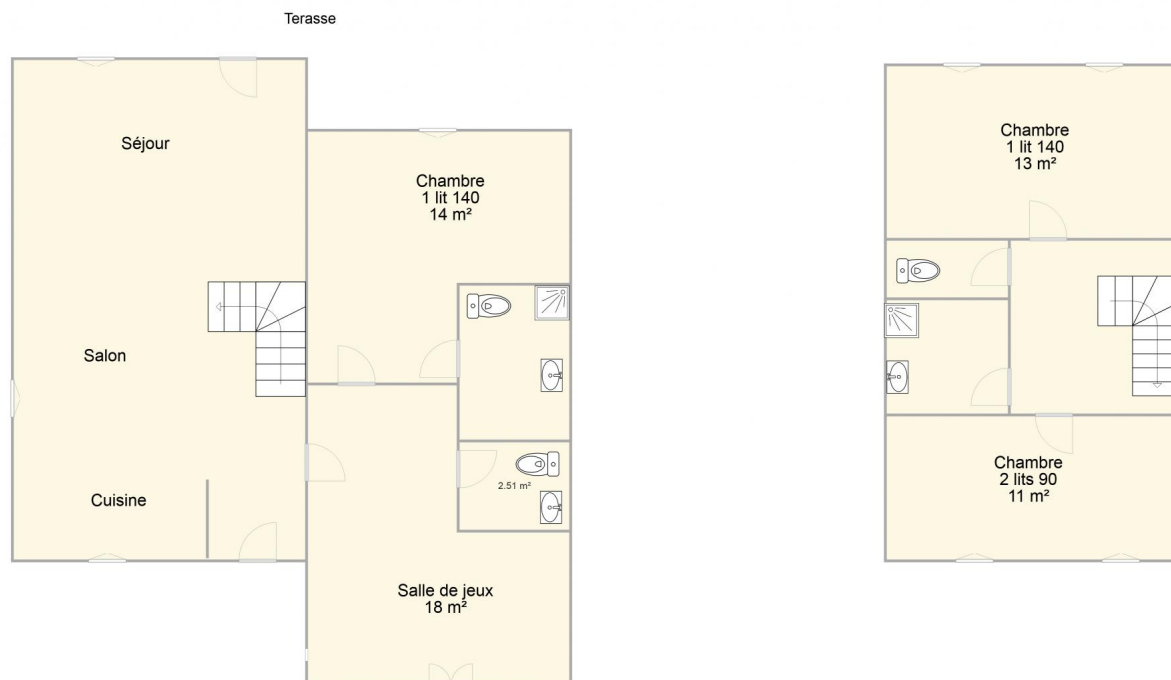 Terasse
Séjour
Chambre
1 lit 140
14 m²
Salon
Cuisine
2.51 m²
Salle de jeux
18 m²
Chambre
1 lit 140
13 m²
Chambre
2 lits 90
11 m²